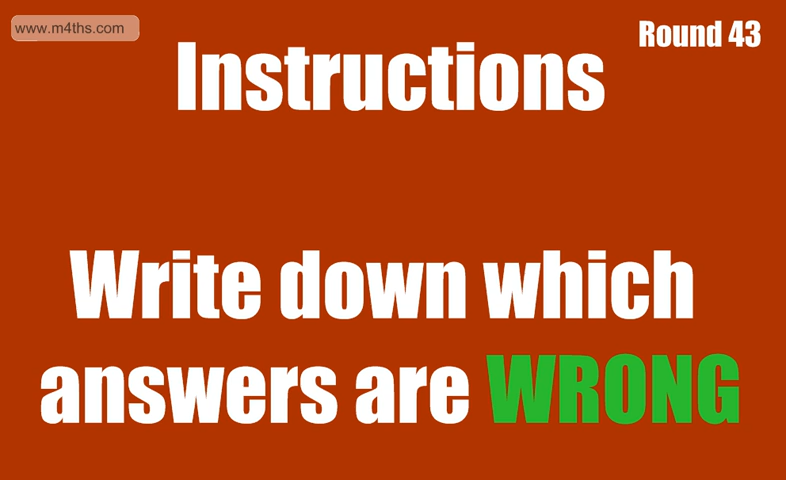 www.m4ths.com
Round 43
Instructions
Write down which
answers are WRONG